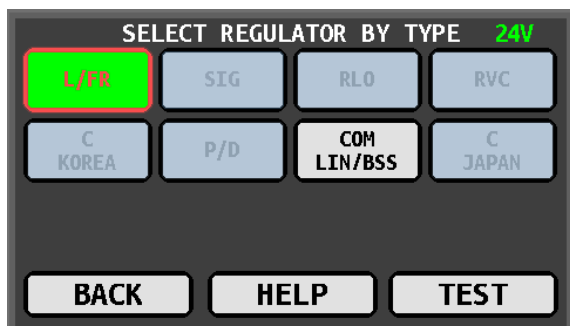 SELECT REGULATOR BY TYPE 24V
L/FR SIG RLO RVC
C KOREA P/D COM LIN/BSS C JAPAN
BACK HELP TEST